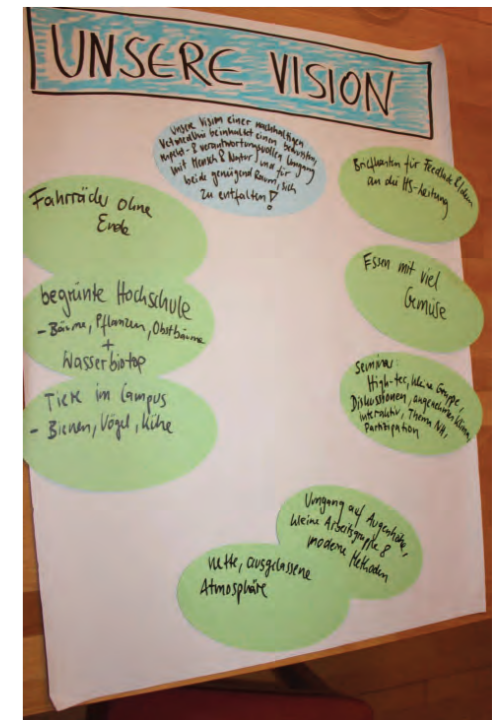 UNSERE VISION
Unsere Vision einer nachhaltigen
Vetmeduni beinhaltet einen bewussten,
- & verantwortungsvollen Umgang
mit Mensch & Natur und für
beide genügend Raum, sich
zu entfalten!
Fahrräder ohne
Ende
begrünte Hochschule
- Bäume, Pflanzen, Obstbäume
+
Wasserbiotop
Tiere im Campus
- Bienen, Vögel, Kühe
Briefkasten für Feedback & Ideen
an die HS-Leitung
Essen mit viel
Gemüse
Seminare:
High-tec, kleine Gruppe,
Diskussionen, angenehmes Klima,
interaktiv, Thema NH,
Partizipation
Umgang auf Augenhöhe,
kleine Arbeitsgruppe &
moderne Methoden
nette, ausgelassene
Atmosphäre